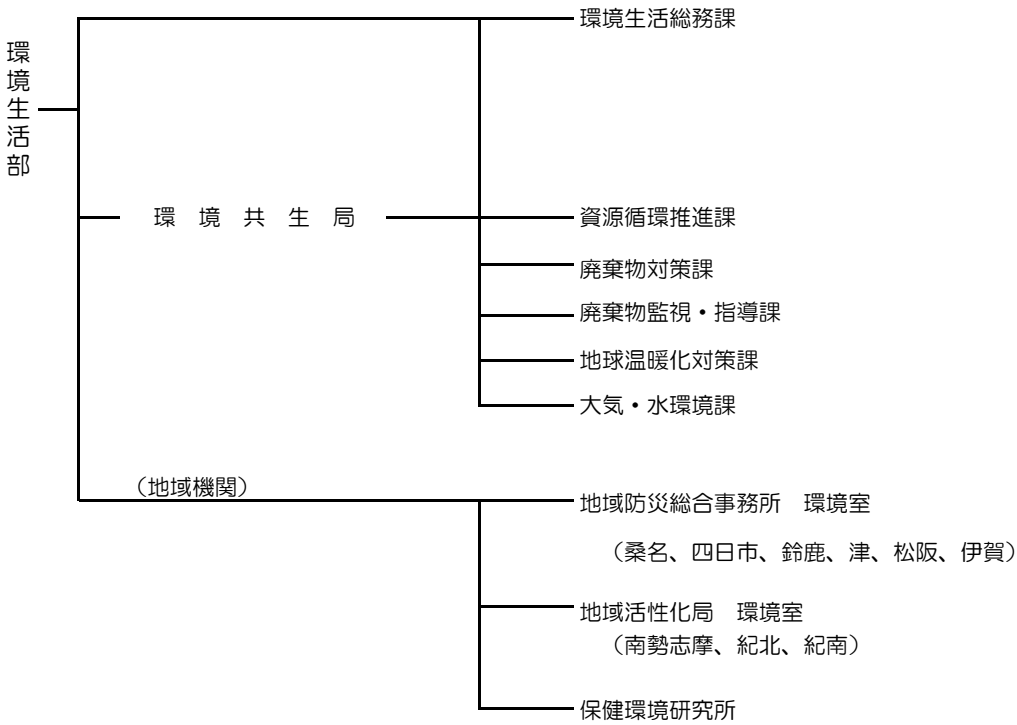 環境生活部
環境生活総務課
環境共生局
資源循環推進課
廃棄物対策課
廃棄物監視・指導課
地球温暖化対策課
大気・水環境課
（地域機関）
地域防災総合事務所　環境室
（桑名、四日市、鈴鹿、津、松阪、伊賀）
地域活性化局　環境室
（南勢志摩、紀北、紀南）
保健環境研究所